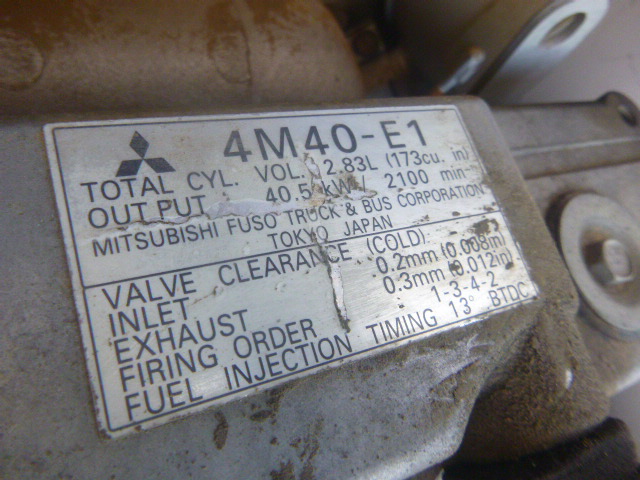 4M40-E1
TOTAL CYL. VOL. 2.83L (173cu. in)
OUTPUT 40.5 kW/ 2100 min⁻
MITSUBISHI FUSO TRUCK & BUS CORPORATION
TOKYO JAPAN
VALVE CLEARANCE (COLD):
INLET 0.2mm (0.008in)
EXHAUST 0.3mm (0.012in)
FIRING ORDER 1-3-4-2
FUEL INJECTION TIMING 13° BTDC